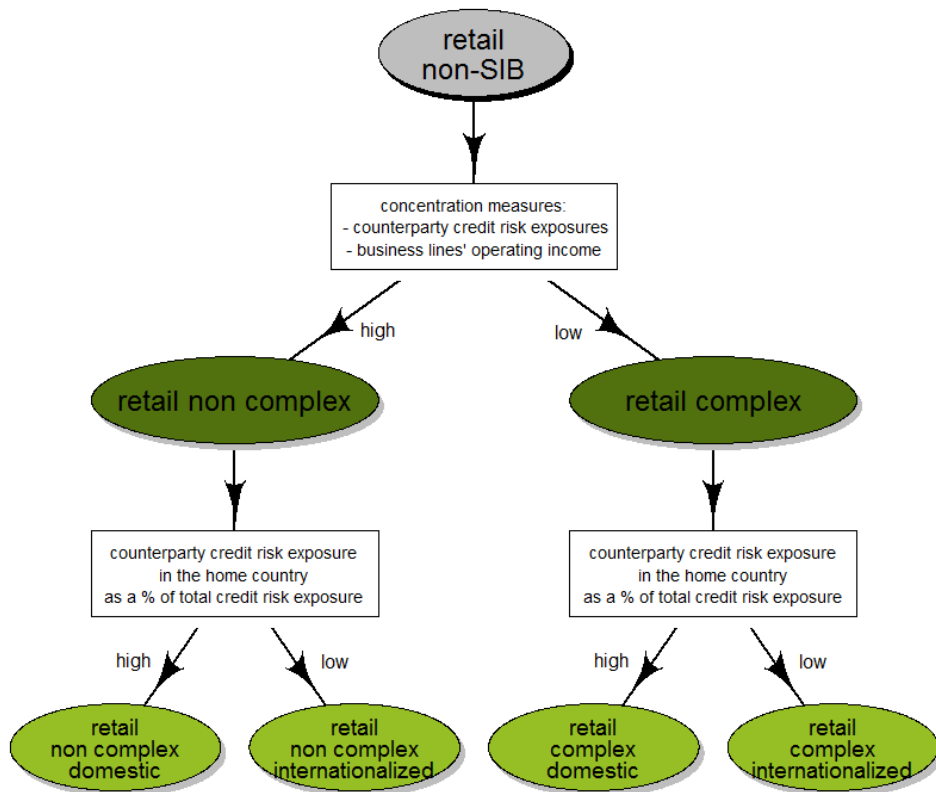 retail
non-SIB
concentration measures:
- counterparty credit risk exposures
- business lines' operating income
high
low
retail non complex
retail complex
counterparty credit risk exposure
in the home country
as a % of total credit risk exposure
counterparty credit risk exposure
in the home country
as a % of total credit risk exposure
high
low
high
low
retail
non complex
domestic
retail
non complex
internationalized
retail
complex
domestic
retail
complex
internationalized